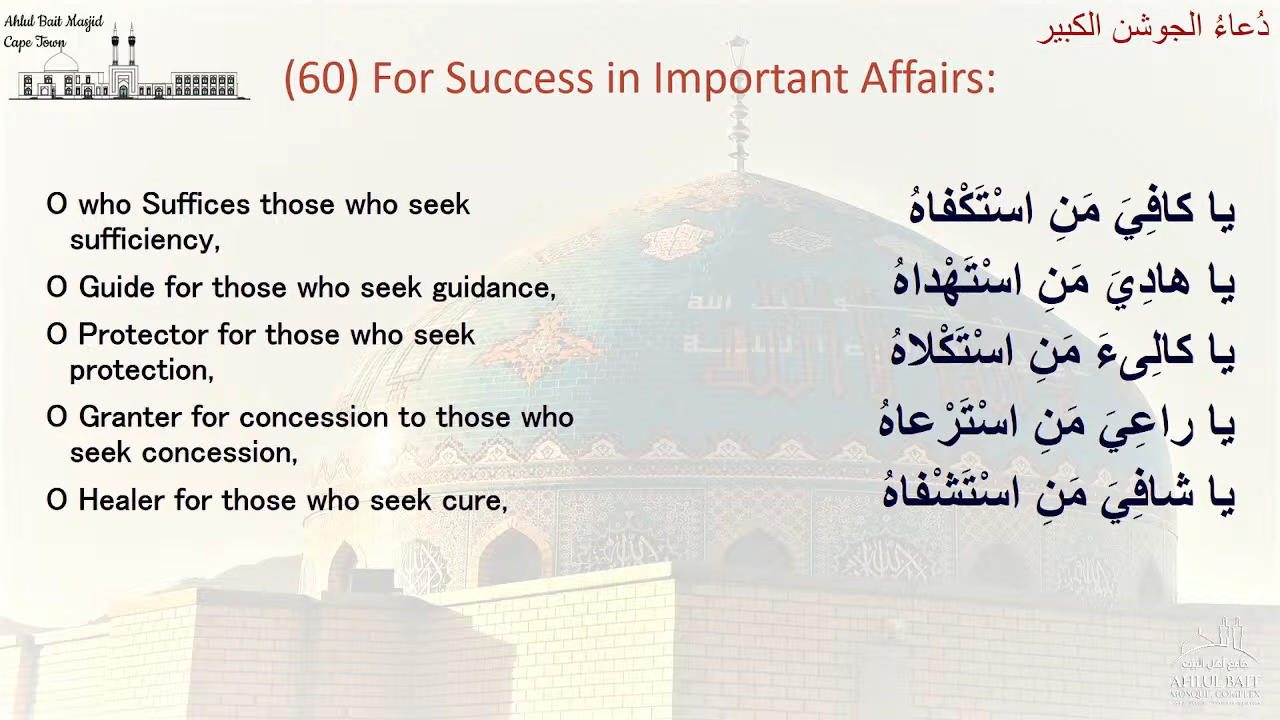 Ahlul Bait Masjid
Cape Town
دُعاءُ الجوشن الكبير
(60) For Success in Important Affairs:
O who Suffices those who seek
sufficiency,
O Guide for those who seek guidance,
O Protector for those who seek
protection,
O Granter for concession to those who
seek concession,
O Healer for those who seek cure,
يا كافِيَ مَنِ اسْتَكْفاهُ
يا هادِيَ مَنِ اسْتَهْداهُ
يا كالِىءَ مَنِ اسْتَكْلاهُ
يا راعِيَ مَنِ اسْتَرْعاهُ
يا شافِيَ مَنِ اسْتَشْفاهُ
جامع أهل البيت
AHLUL BAIT
MOSQUE COMPLEX